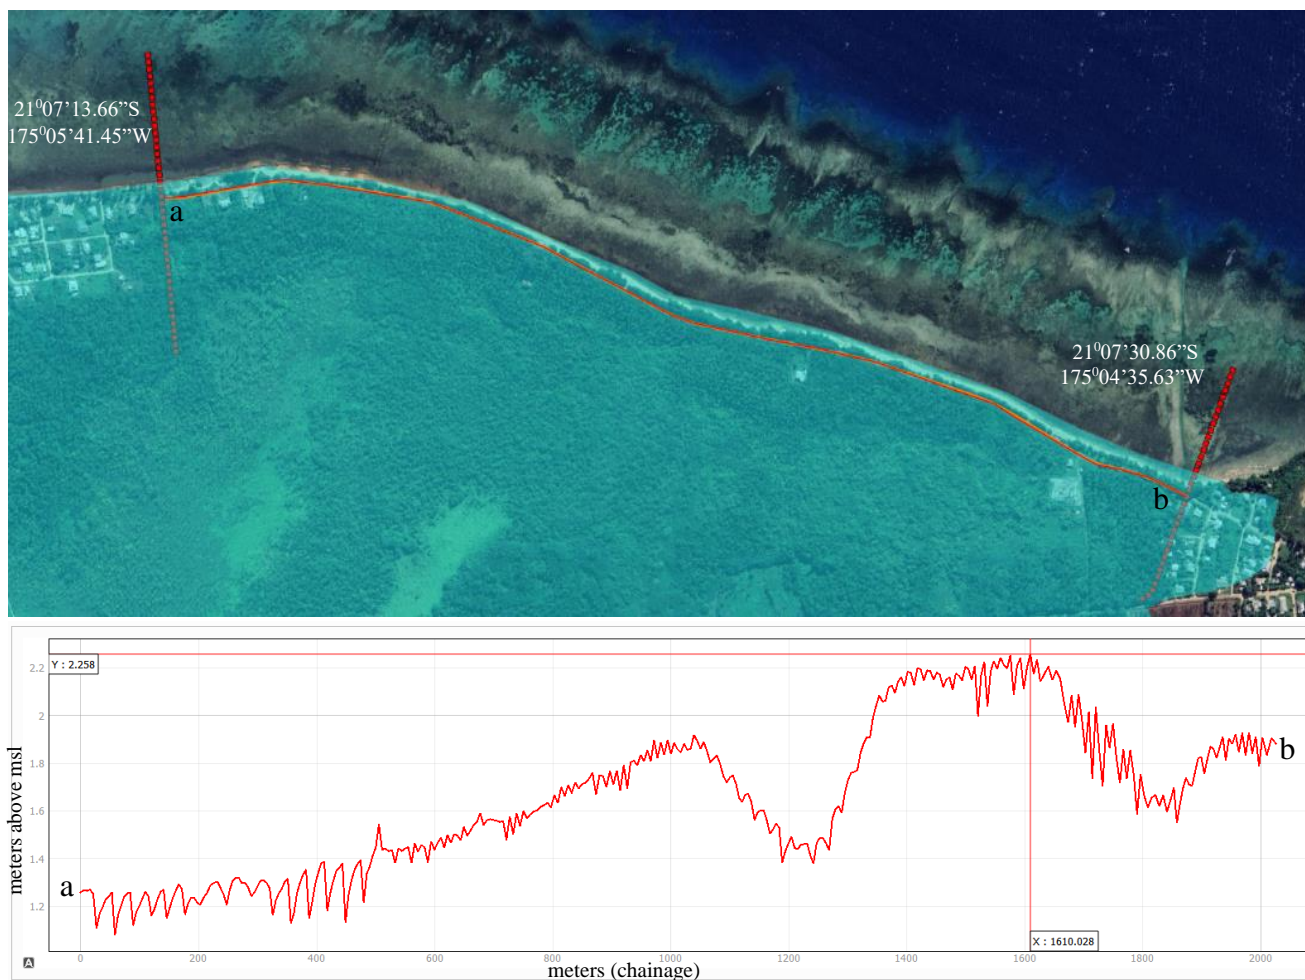 21⁰07'13.66”S
175⁰05'41.45”W
a
21⁰07'30.86”S
175⁰04'35.63”W
b
Y : 2.258
2.2
2
1.8
1.6
1.4
1.2
meters above msl
a
b
X : 1610.028
A
0
200
400
600
800
1000
1200
1400
1600
1800
2000
meters (chainage)